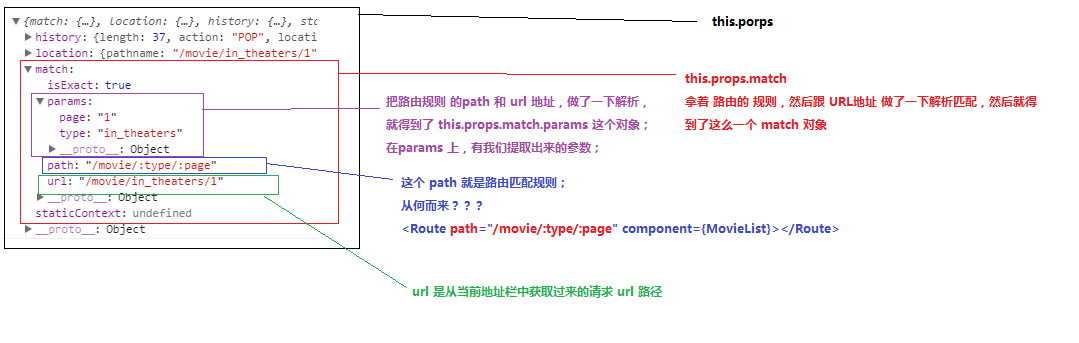 ▼{match: {…}, location: {…}, history: {…}, sta
▶history: {length: 37, action: "POP", locati
▶location: {pathname: "/movie/in_theaters/1"
▼match:
isExact: true
▼params:
page: "1"
type: "in_theaters"
▶__proto__: Object
path: "/movie/:type/:page"
url: "/movie/in_theaters/1"
▶__proto__: Object
staticContext: undefined
▶__proto__: Object
this.porps
this.props.match
拿着 路由的 规则，然后跟 URL地址 做了一下解析匹配，然后就得
到了这么一个 match 对象
把路由规则 的path 和 url 地址，做了一下解析，
就得到了 this.props.match.params 这个对象；
在params 上，有我们提取出来的参数；
这个 path 就是路由匹配规则；
从何而来？？？
<Route path="/movie/:type/:page" component={MovieList}></Route>
url 是从当前地址栏中获取过来的请求 url 路径